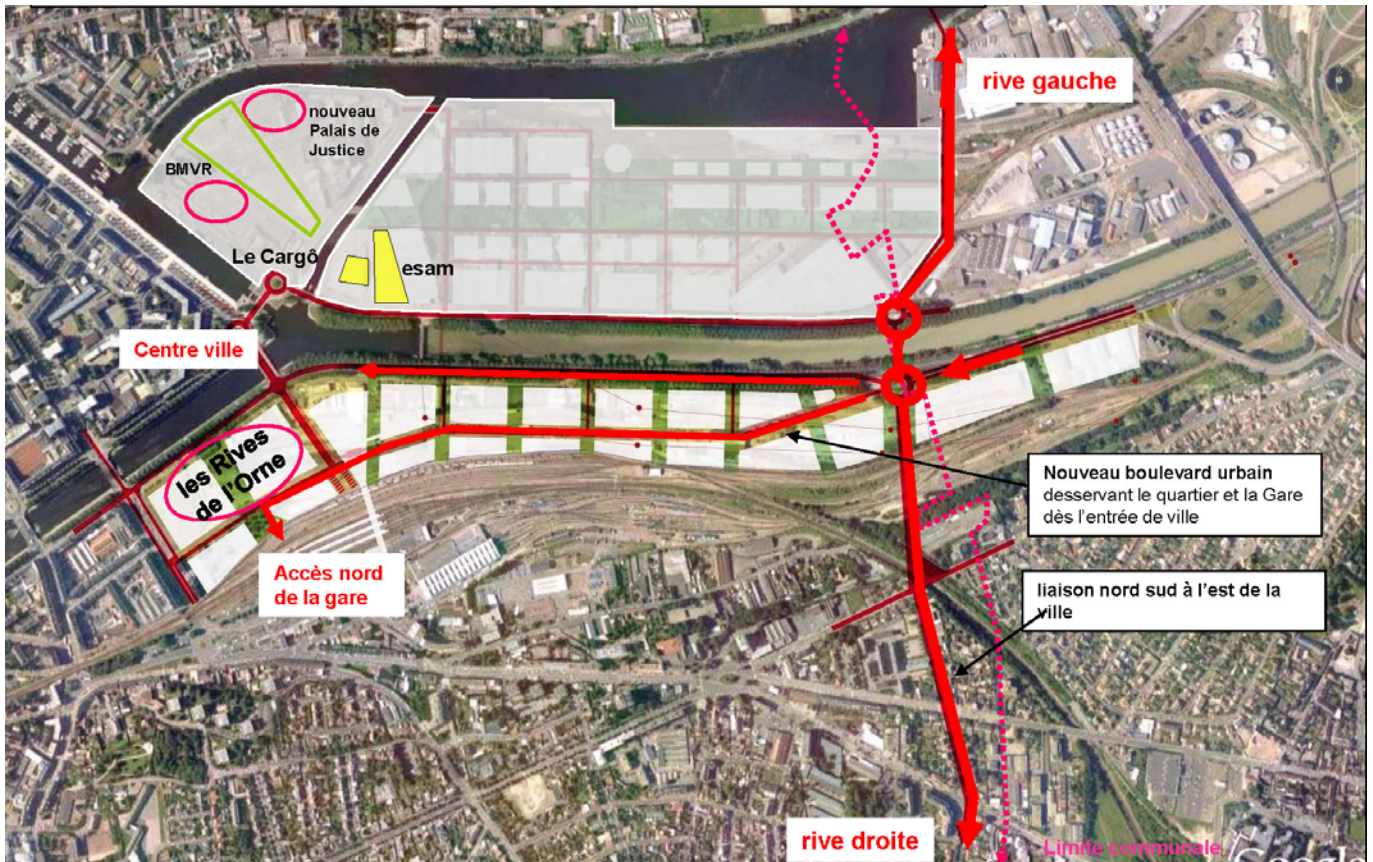 rive gauche
nouveau
Palais de
Justice
BMVR
Le Cargô
esam
Centre ville
les Rives
de l'Orne
Nouveau boulevard urbain
desservant le quartier et la Gare
dès l'entrée de ville
Accès nord
de la gare
liaison nord sud à l'est de la
ville
rive droite
Limite communale